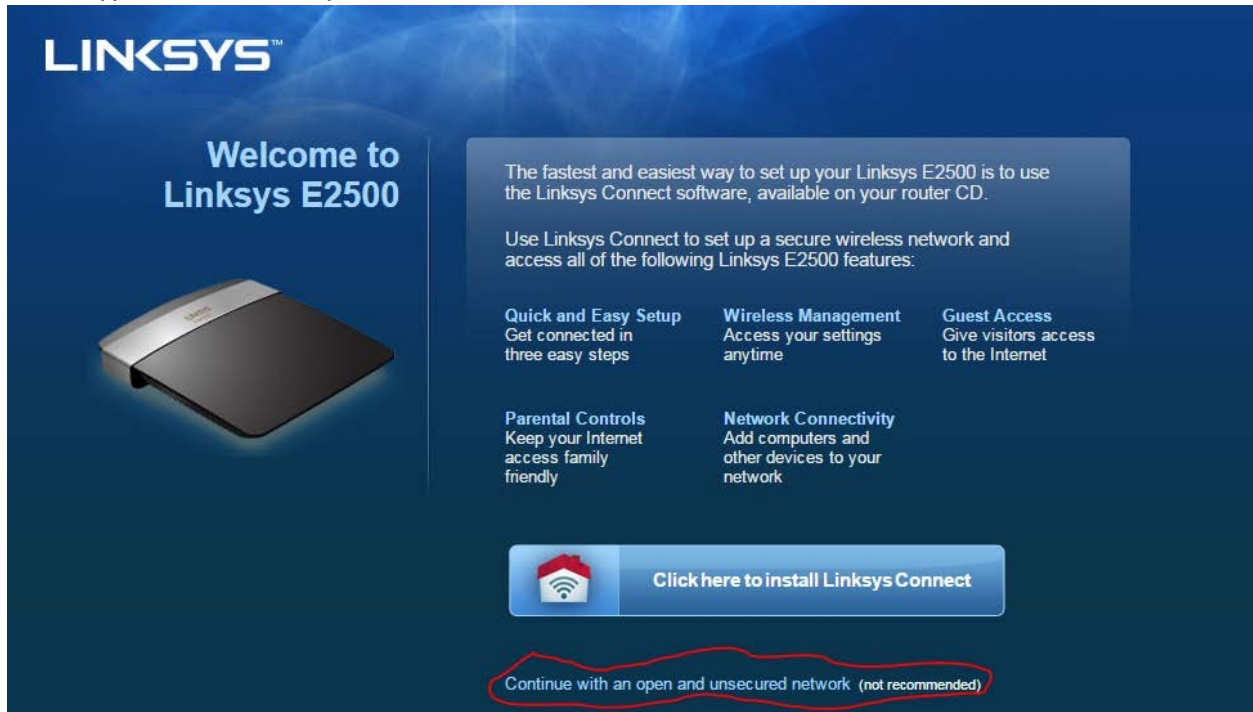 LINKSYS™
Welcome to
Linksys E2500
The fastest and easiest way to set up your Linksys E2500 is to use
the Linksys Connect software, available on your router CD.
Use Linksys Connect to set up a secure wireless network and
access all of the following Linksys E2500 features:
Quick and Easy Setup
Get connected in
three easy steps
Wireless Management
Access your settings
anytime
Guest Access
Give visitors access
to the Internet
Parental Controls
Keep your Internet
access family
friendly
Network Connectivity
Add computers and
other devices to your
network
Click here to install Linksys Connect
Continue with an open and unsecured network (not recommended)